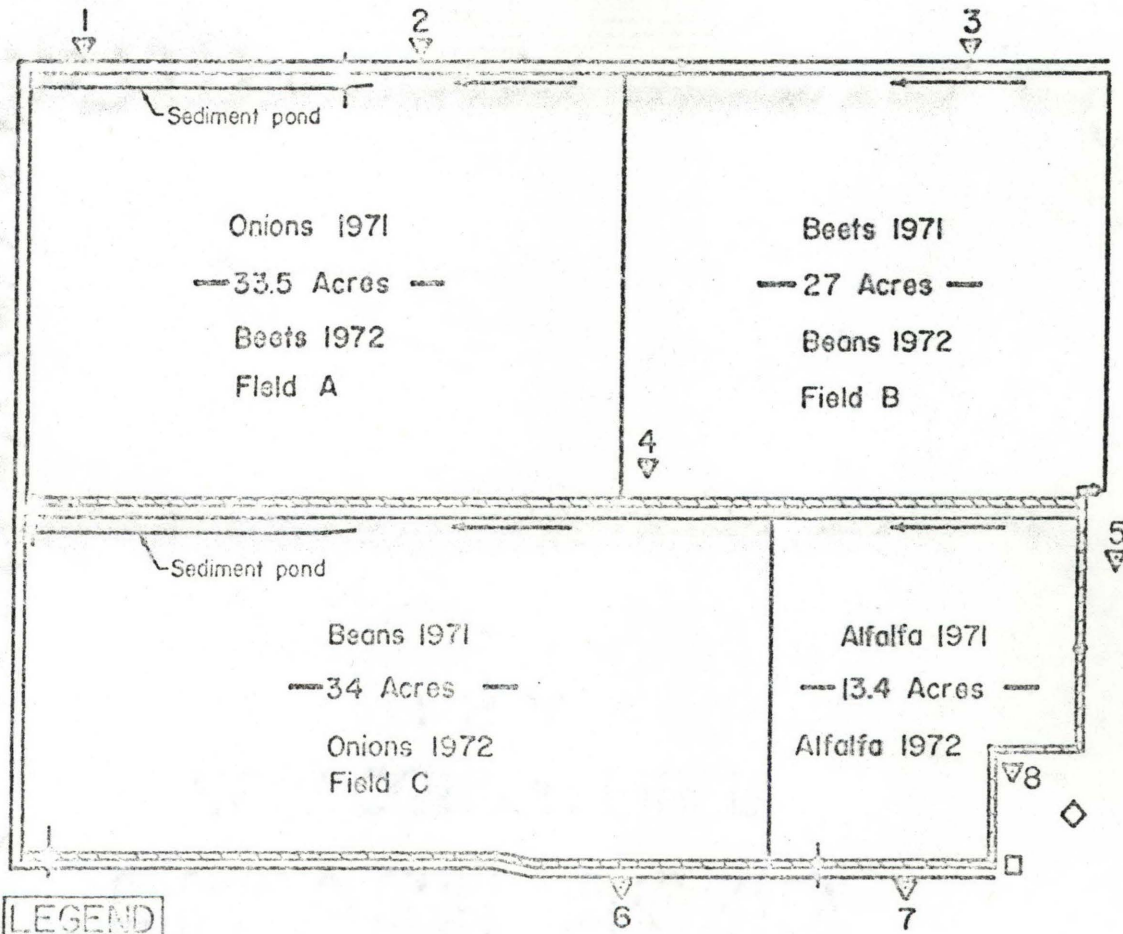 1
2
3
Sediment pond
Onions 1971
33.5 Acres
Beets 1972
Field A
Beets 1971
27 Acres
Beans 1972
Field B
4
5
Sediment pond
Beans 1971
34 Acres
Onions 1972
Field C
Alfalfa 1971
13.4 Acres
Alfalfa 1972
8
6
7
LEGEND